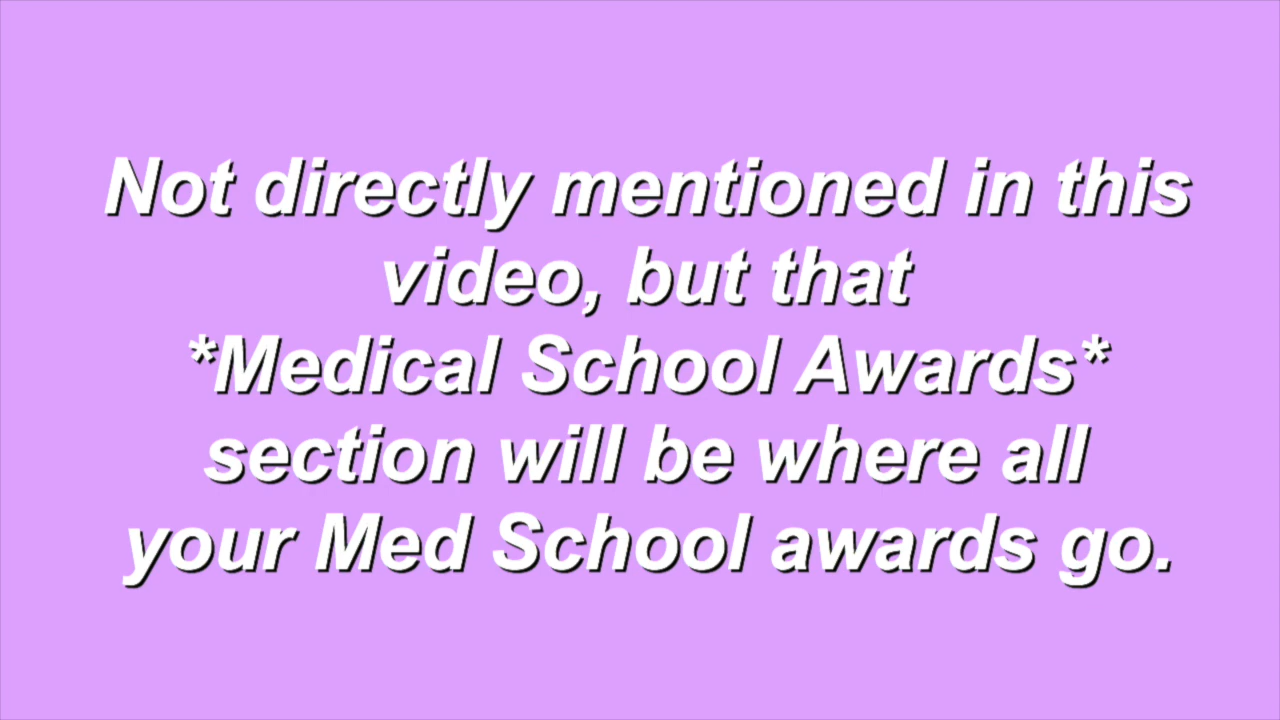 Not directly mentioned in this
video, but that
*Medical School Awards*
section will be where all
your Med School awards go.